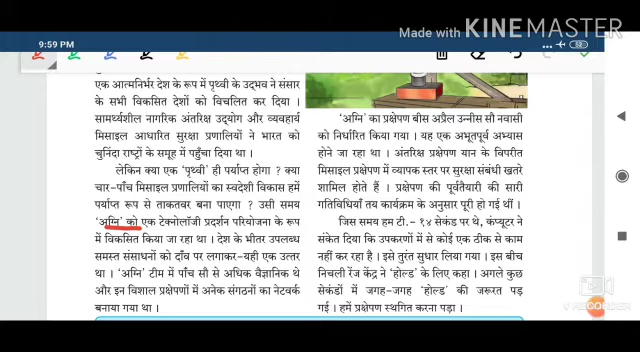 Made with KINEMASTER
9:59 PM
58
एक आत्मनिर्भर देश के रूप में पृथ्वी के उद्‌भव ने संसार
के सभी विकसित देशों को विचलित कर दिया ।
सामर्थ्यशील नागरिक अंतरिक्ष उद्‌योग और व्यवहार्य
मिसाइल आधारित सुरक्षा प्रणालियों ने भारत को
चुनिंदा राष्ट्रों के समूह में पहुँचा दिया था ।
लेकिन क्या एक ‘पृथ्वी’ ही पर्याप्त होगा ? क्या
चार-पाँच मिसाइल प्रणालियों का स्वदेशी विकास हमें
पर्याप्त रूप से ताकतवर बना पाएगा ? उसी समय
‘अग्नि’ को एक टेक्नोलॉजी प्रदर्शन परियोजना के रूप
में विकसित किया जा रहा था । देश के भीतर उपलब्ध
समस्त संसाधनों को दाँव पर लगाकर-यही एक उत्तर
था । ‘अग्नि’ टीम में पाँच सौ से अधिक वैज्ञानिक थे
और इन विशाल प्रक्षेपणों में अनेक संगठनों का नेटवर्क
बनाया गया था ।
‘अग्नि’ का प्रक्षेपण बीस अप्रैल उन्नीस सौ नवासी
को निर्धारित किया गया । यह एक अभूतपूर्व अभ्यास
होने जा रहा था । अंतरिक्ष प्रक्षेपण यान के विपरीत
मिसाइल प्रक्षेपण में व्यापक स्तर पर सुरक्षा संबंधी खतरे
शामिल होते हैं । प्रक्षेपण की पूर्वतैयारी की सारी
गतिविधियाँ तय कार्यक्रम के अनुसार पूरी हो गई थीं ।
जिस समय हम टी.- १४ सेकंड पर थे, कंप्यूटर ने
संकेत दिया कि उपकरणों में से कोई एक ठीक से काम
नहीं कर रहा है । इसे तुरंत सुधार लिया गया । इस बीच
निचली रेंज केंद्र ने ‘होल्ड’ के लिए कहा । अगले कुछ
सेकंडों में जगह-जगह ‘होल्ड’ की जरूरत पड़
गई । हमें प्रक्षेपण स्थगित करना पड़ा ।
RECORDER